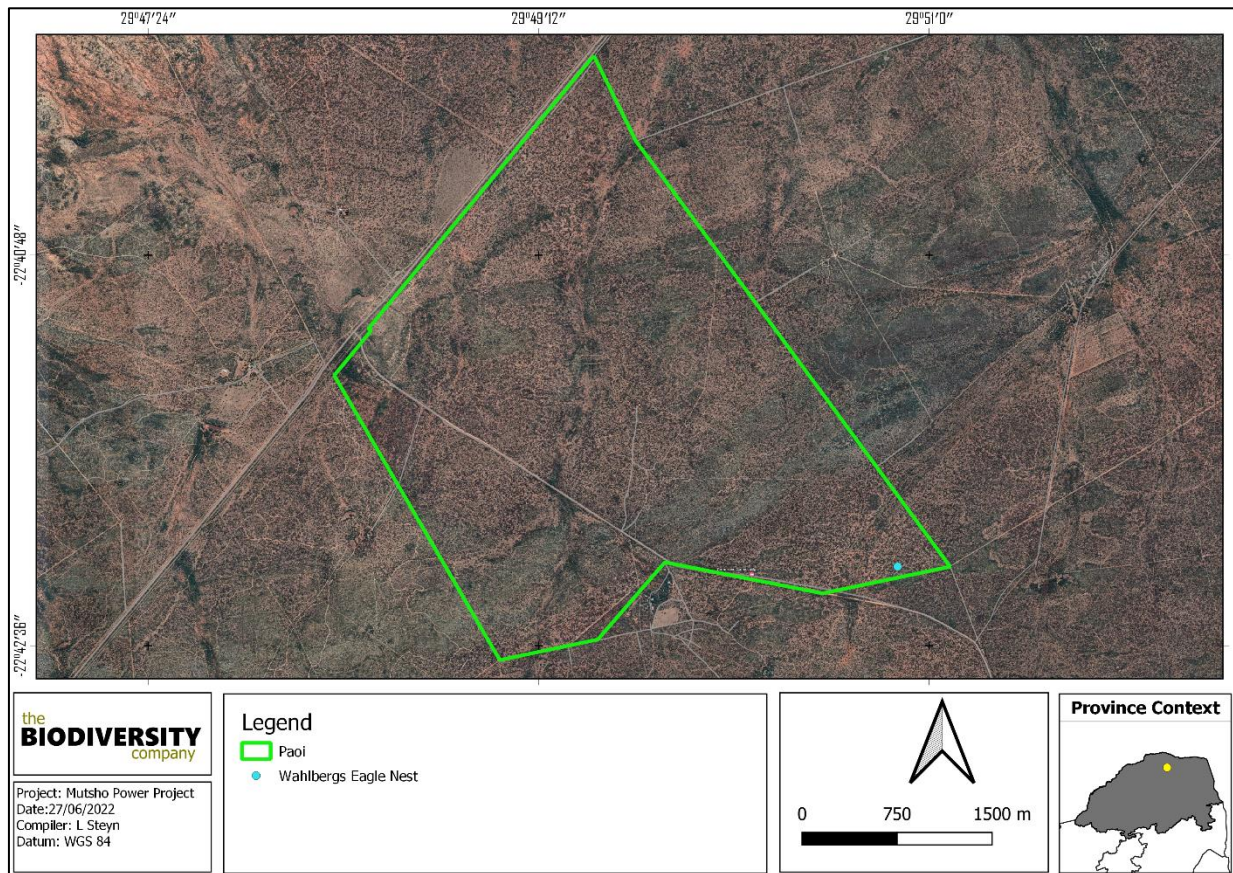 29°47'24"
29°49'12"
29°51'0"
-22°40'48"
-22°42'36"
the
BIODIVERSITY
company
Project: Mutsho Power Project
Date:27/06/2022
Compiler: L Steyn
Datum: WGS 84
Legend
Paoi
Wahlbergs Eagle Nest
0 750 1500 m
Province Context